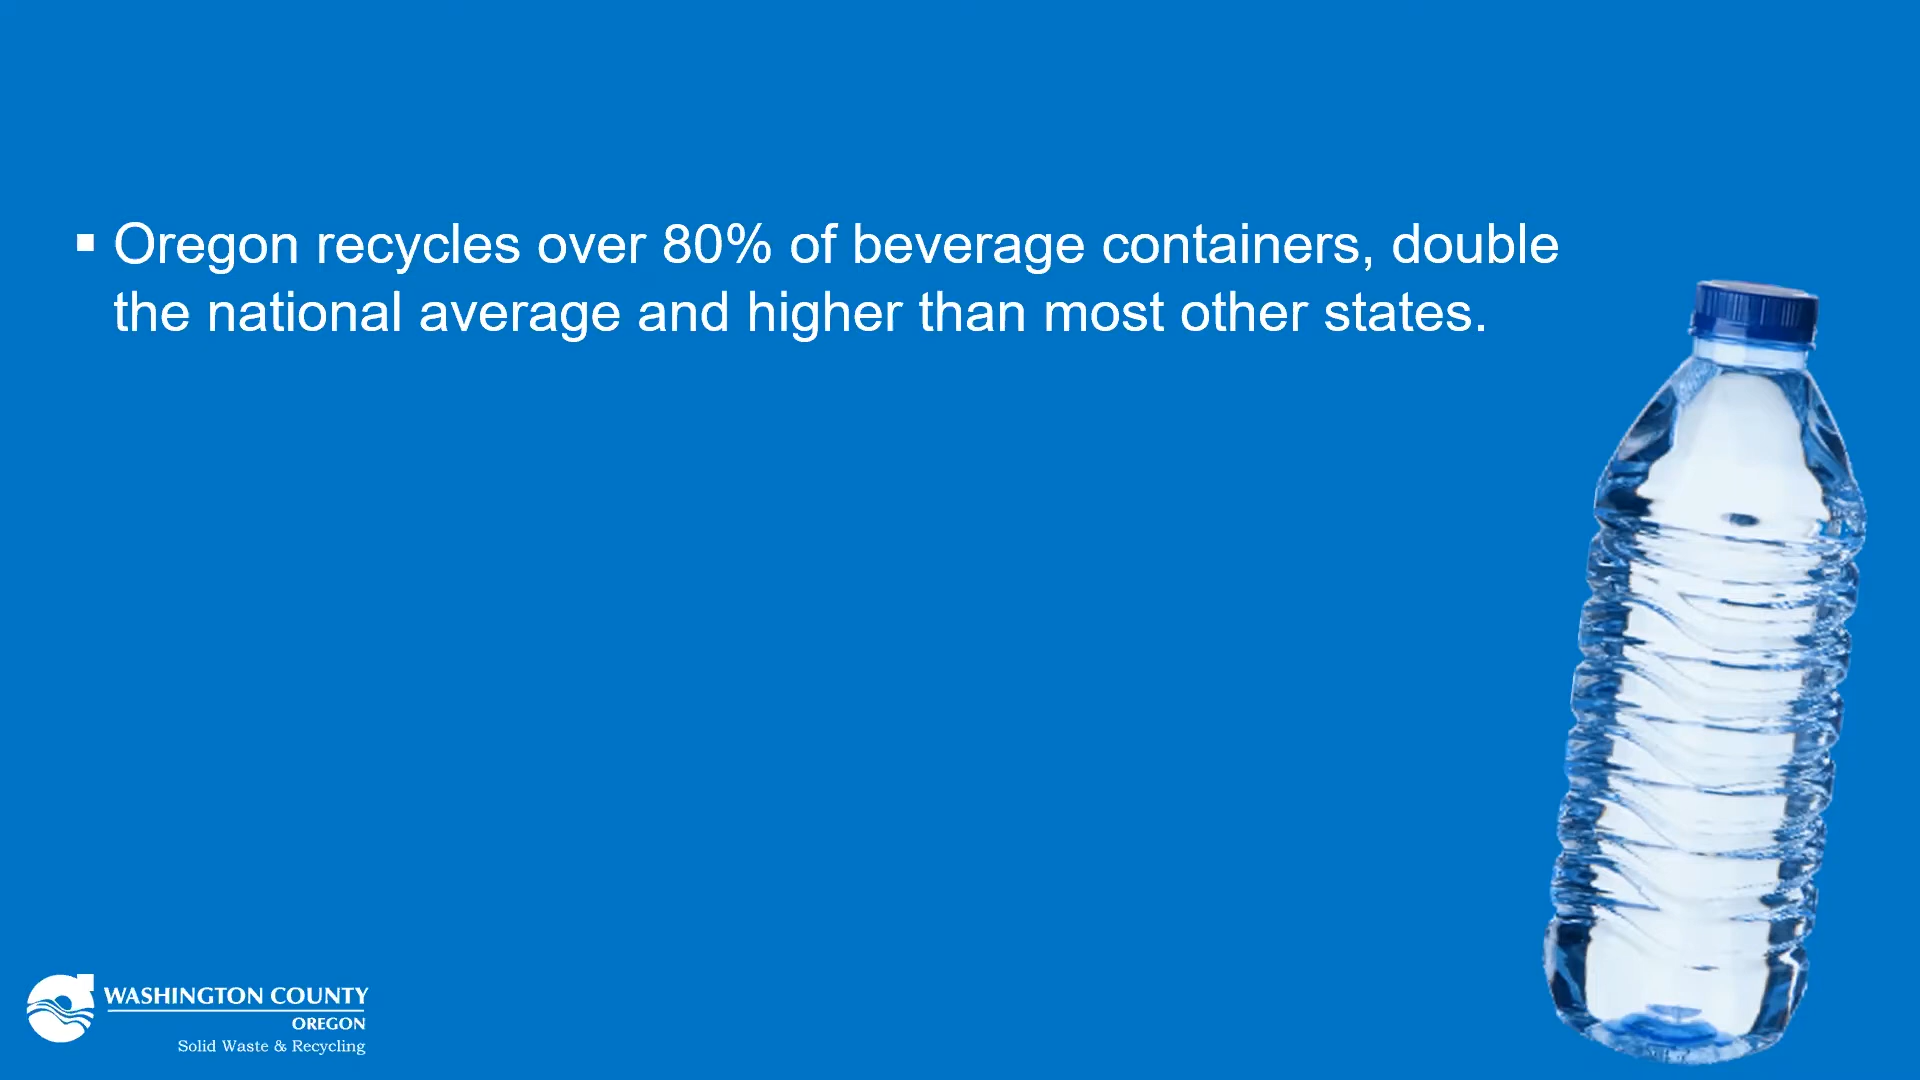 ▪ Oregon recycles over 80% of beverage containers, double
the national average and higher than most other states.
WASHINGTON COUNTY
OREGON
Solid Waste & Recycling